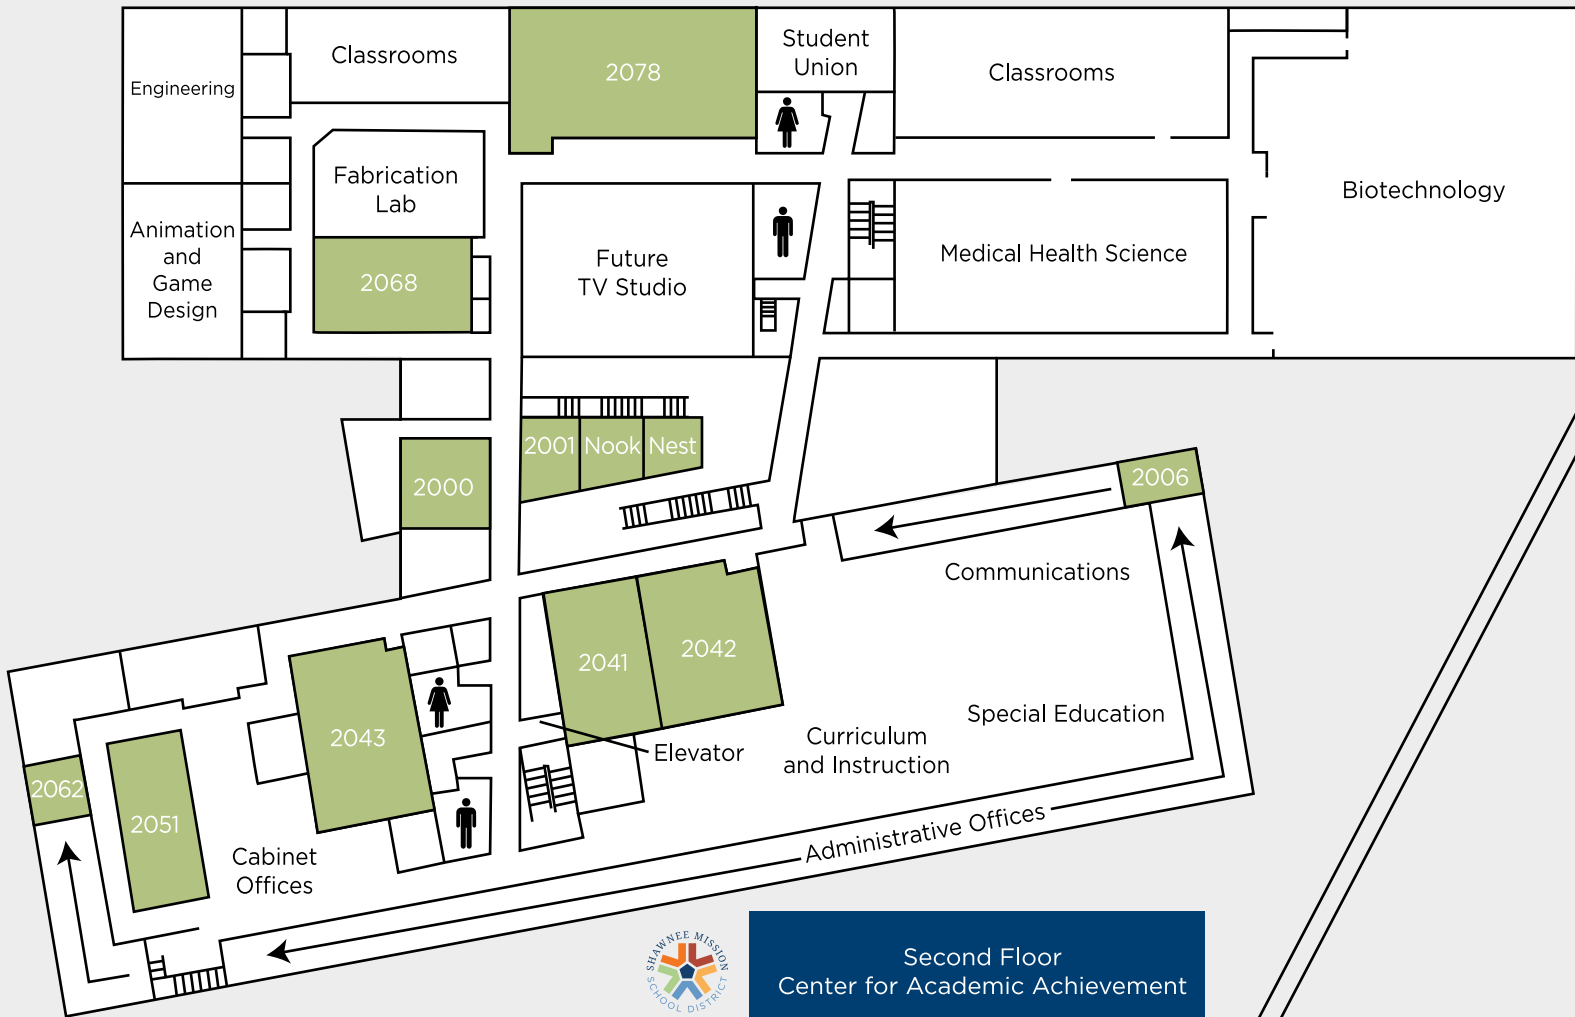 Engineering
Classrooms
2078
Student
Union
Classrooms
Biotechnology
Fabrication
Lab
Animation
and
Game
Design
2068
Future
TV Studio
Medical Health Science
2001
Nook
Nest
2000
2006
Communications
2041
2042
2043
Special Education
Elevator
Curriculum
and Instruction
2062
2051
Cabinet
Offices
Administrative Offices
SHAWNEE MISSION
SCHOOL DISTRICT
Second Floor
Center for Academic Achievement